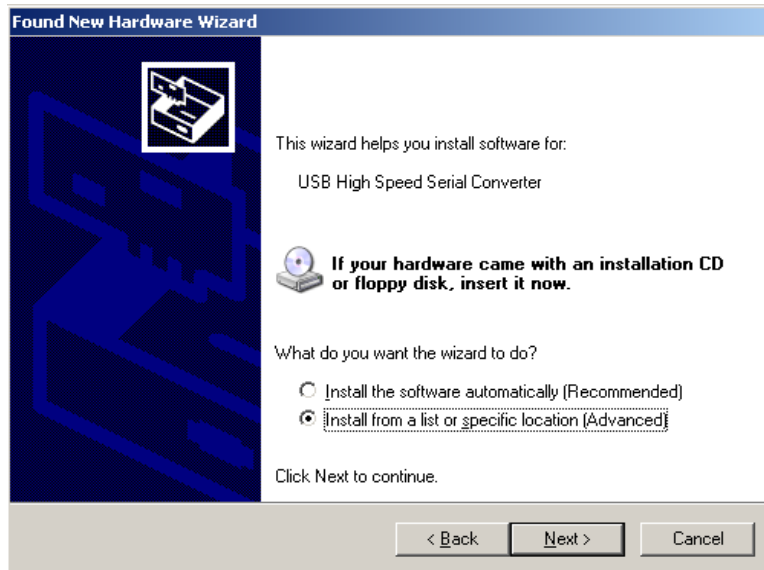 Found New Hardware Wizard
This wizard helps you install software for:
USB High Speed Serial Converter
If your hardware came with an installation CD
or floppy disk, insert it now.
What do you want the wizard to do?
Install the software automatically (Recommended)
Install from a list or specific location (Advanced)
Click Next to continue.
< Back Next > Cancel